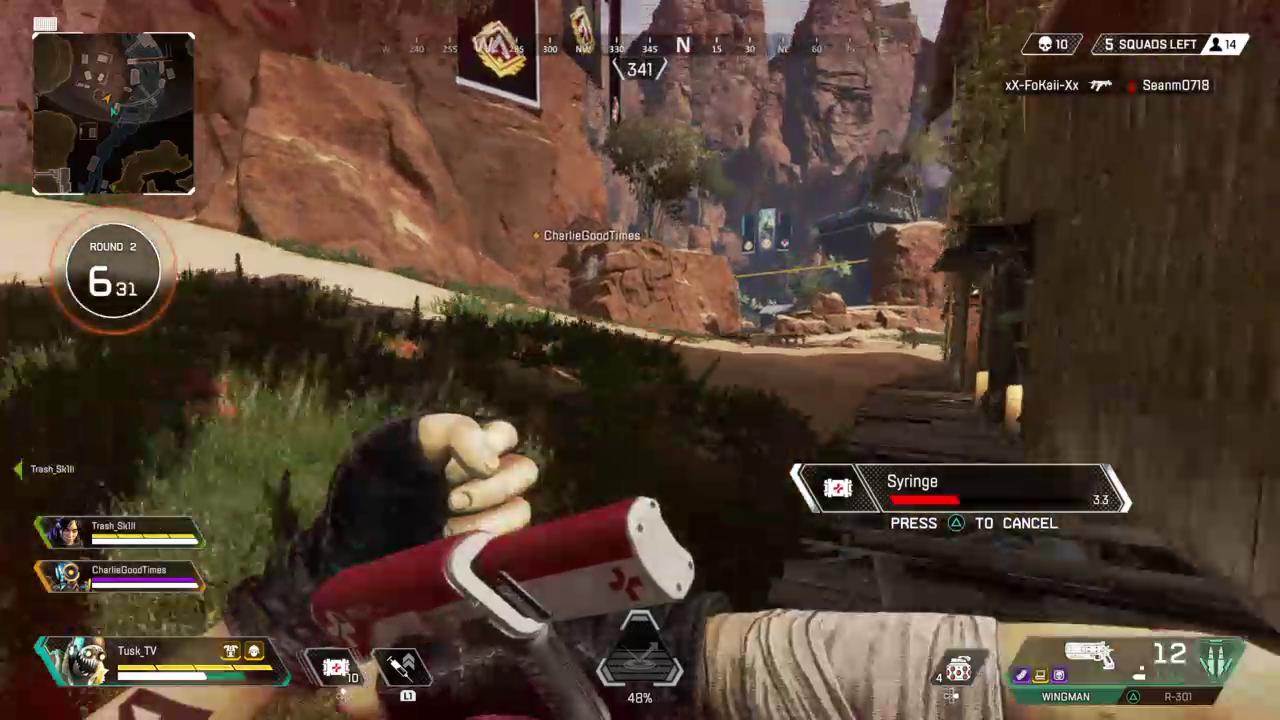 W 240 255 285 300 NW 330 345 N 15 30 NE 60
341
10
5 SQUADS LEFT 14
xX-FoKaii-Xx Seanm0718
ROUND 2
6 31
CharlieGoodTimes
Trash_Sk1ll
Syringe
3.3
PRESS TO CANCEL
Trash_Sk1ll
CharlieGoodTimes
Tusk_TV
10
L1
48%
4
12
WINGMAN R-301